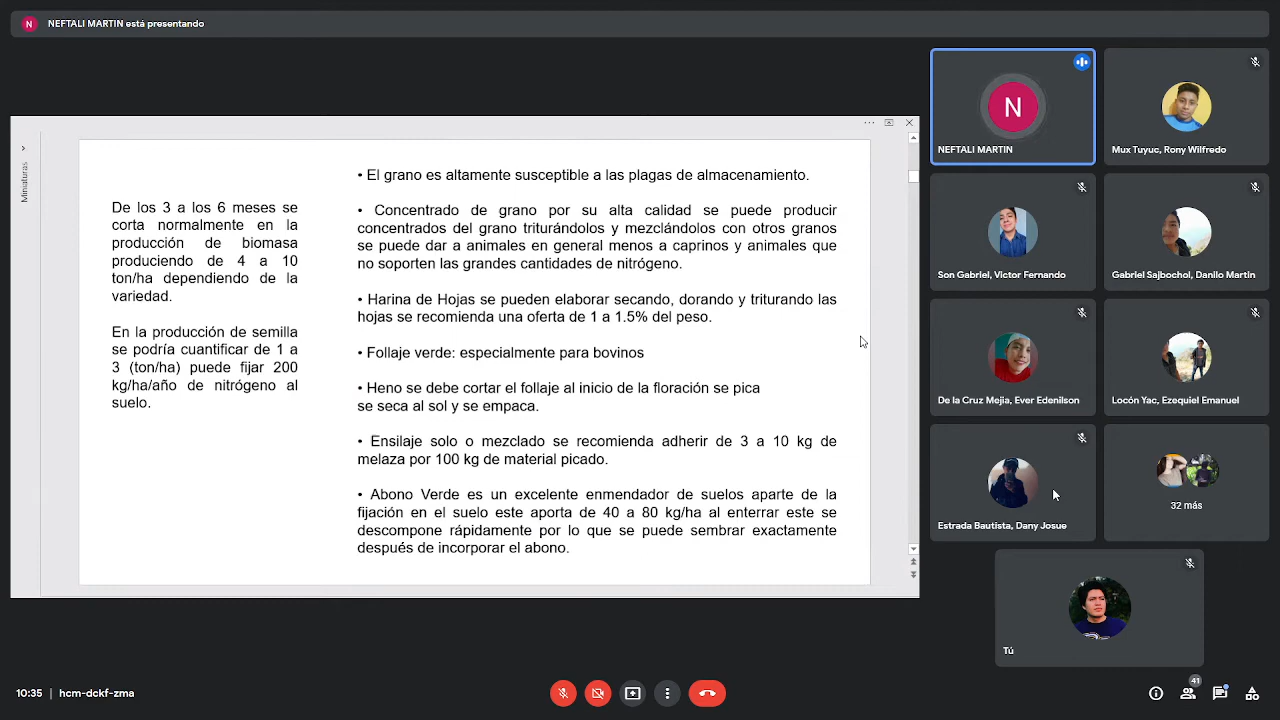 N NEFTALI MARTIN está presentando
Miniaturas
De los 3 a los 6 meses se
corta normalmente en la
producción de biomasa
produciendo de 4 a 10
ton/ha dependiendo de la
variedad.
En la producción de semilla
se podría cuantificar de 1 a
3 (ton/ha) puede fijar 200
kg/ha/año de nitrógeno al
suelo.
• El grano es altamente susceptible a las plagas de almacenamiento.
• Concentrado de grano por su alta calidad se puede producir
concentrados del grano triturándolos y mezclándolos con otros granos
se puede dar a animales en general menos a caprinos y animales que
no soporten las grandes cantidades de nitrógeno.
• Harina de Hojas se pueden elaborar secando, dorando y triturando las
hojas se recomienda una oferta de 1 a 1.5% del peso.
• Follaje verde: especialmente para bovinos
• Heno se debe cortar el follaje al inicio de la floración se pica
se seca al sol y se empaca.
• Ensilaje solo o mezclado se recomienda adherir de 3 a 10 kg de
melaza por 100 kg de material picado.
• Abono Verde es un excelente enmendador de suelos aparte de la
fijación en el suelo este aporta de 40 a 80 kg/ha al enterrar este se
descompone rápidamente por lo que se puede sembrar exactamente
después de incorporar el abono.
N
NEFTALI MARTIN
Mux Tuyuc, Rony Wilfredo
Son Gabriel, Victor Fernando
Gabriel Sajbochol, Danilo Martin
De la Cruz Mejia, Ever Edenilson
Locón Yac, Ezequiel Emanuel
Estrada Bautista, Dany Josue
32 más
Tú
10:35 | hcm-dckf-zma
41